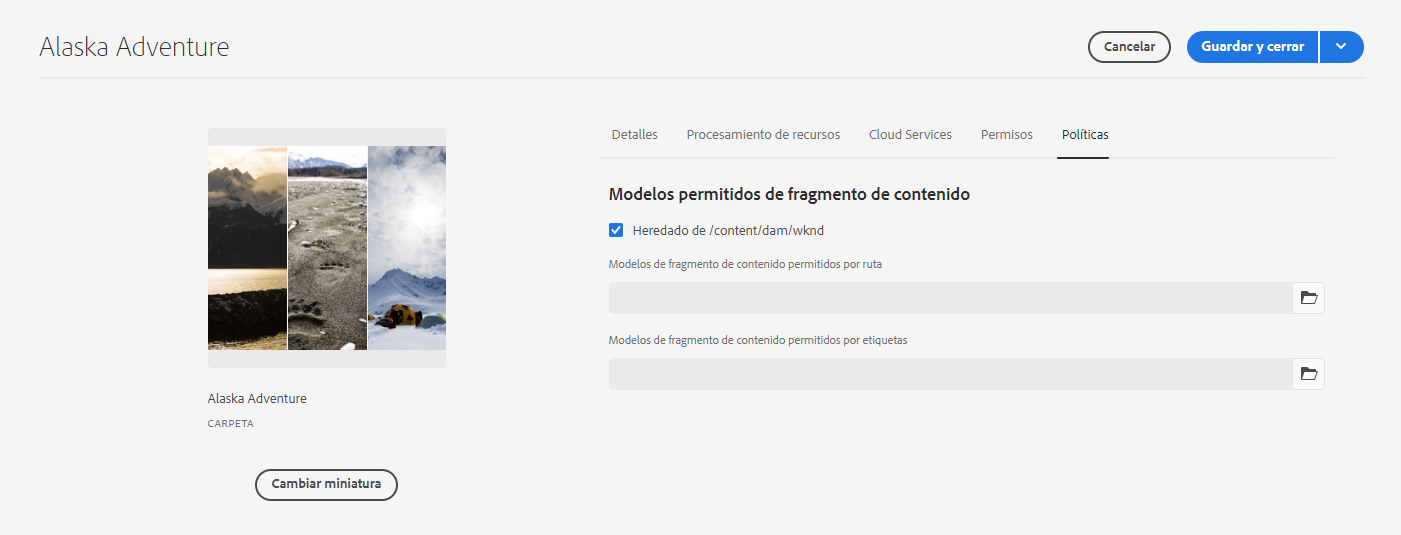 Alaska Adventure
Cancelar
Guardar y cerrar
Detalles
Procesamiento de recursos
Cloud Services
Permisos
Políticas
Modelos permitidos de fragmento de contenido
Heredado de /content/dam/wknd
Modelos de fragmento de contenido permitidos por ruta
Modelos de fragmento de contenido permitidos por etiquetas
Alaska Adventure
CARPETA
Cambiar miniatura